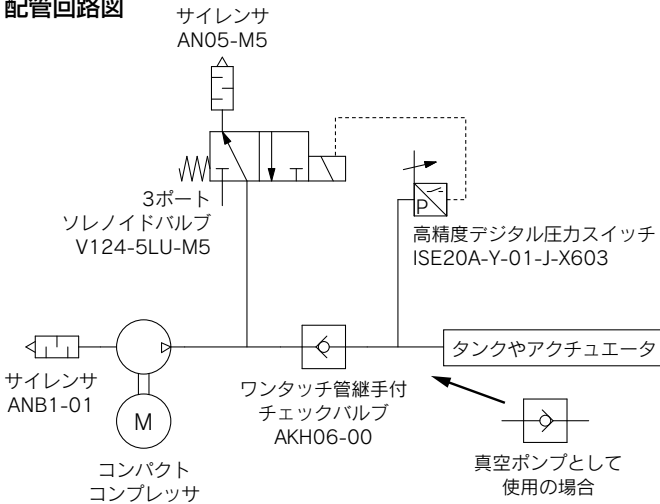 配管回路図
サイレンサ
AN05-M5
3ポート
ソレノイドバルブ
V124-5LU-M5
P
高精度デジタル圧力スイッチ
ISE20A-Y-01-J-X603
サイレンサ
ANB1-01
M
コンパクト
コンプレッサ
ワンタッチ管継手付
チェックバルブ
AKH06-00
タンクやアクチュエータ
真空ポンプとして
使用の場合